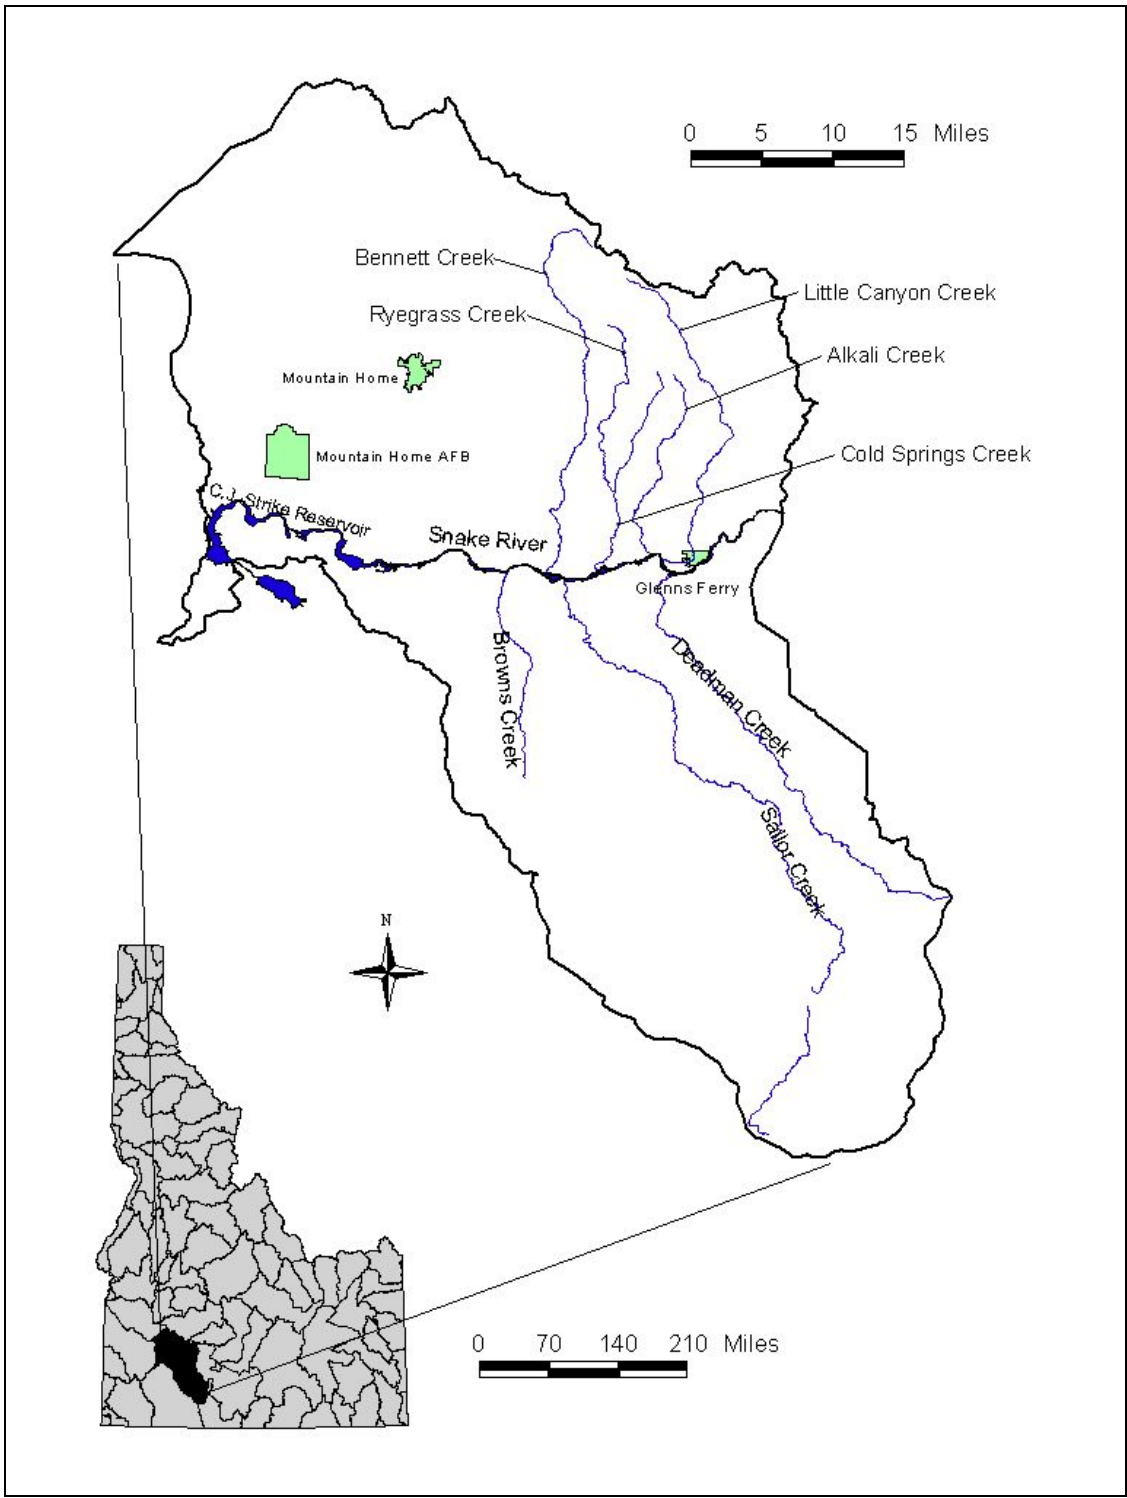 0 5 10 15 Miles
Bennett Creek
Little Canyon Creek
Ryegrass Creek
Alkali Creek
Mountain Home
Cold Springs Creek
Mountain Home AFB
C.J. Strike Reservoir
Snake River
Glenns Ferry
Browns Creek
Deadman Creek
Sailor Creek
N
0 70 140 210 Miles